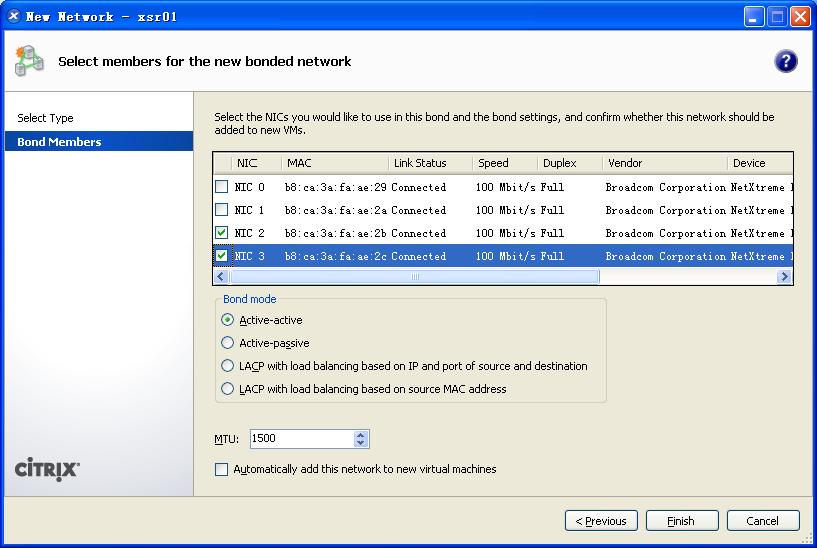 New Network - xsr01
Select members for the new bonded network
?
Select Type
Bond Members
Select the NICs you would like to use in this bond and the bond settings, and confirm whether this network should be
added to new VMs.
NIC MAC Link Status Speed Duplex Vendor Device
NIC 0 b8:ca:3a:fa:ae:29 Connected 100 Mbit/s Full Broadcom Corporation NetXtreme
NIC 1 b8:ca:3a:fa:ae:2a Connected 100 Mbit/s Full Broadcom Corporation NetXtreme
NIC 2 b8:ca:3a:fa:ae:2b Connected 100 Mbit/s Full Broadcom Corporation NetXtreme
NIC 3 b8:ca:3a:fa:ae:2c Connected 100 Mbit/s Full Broadcom Corporation NetXtreme
Bond mode
Active-active
Active-passive
LACP with load balancing based on IP and port of source and destination
LACP with load balancing based on source MAC address
MTU: 1500
Automatically add this network to new virtual machines
CITRIX
< Previous Finish Cancel